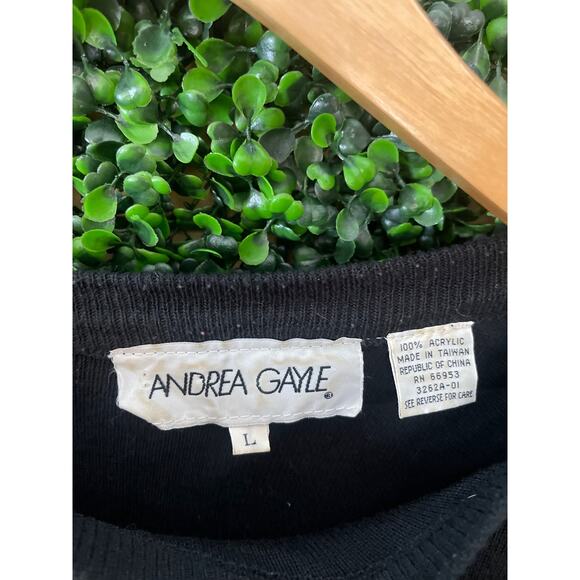 ANDREA GAYLE ®
L
100% ACRYLIC
MADE IN TAIWAN
REPUBLIC OF CHINA
RN 66953
3262A-01
SEE REVERSE FOR CARE